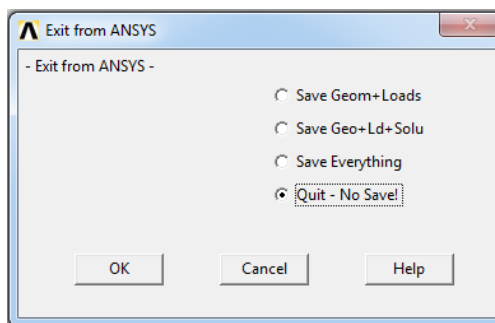 Exit from ANSYS
- Exit from ANSYS -
Save Geom+Loads
Save Geo+Ld+Solu
Save Everything
Quit - No Save!
OK Cancel Help